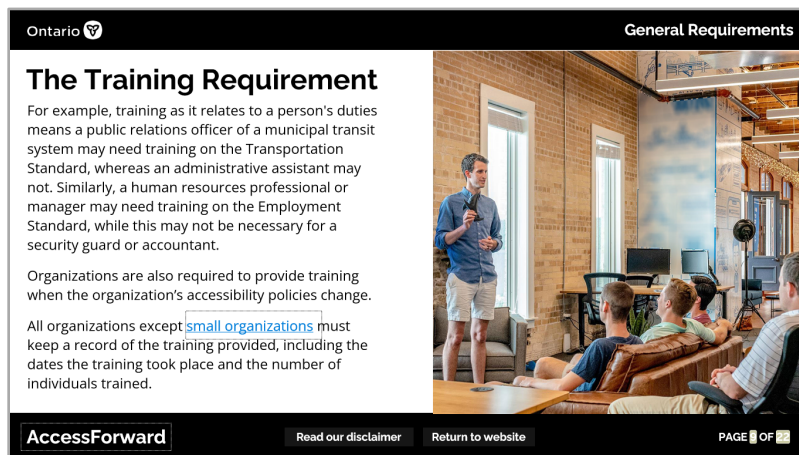 Ontario
General Requirements
The Training Requirement
For example, training as it relates to a person's duties
means a public relations officer of a municipal transit
system may need training on the Transportation
Standard, whereas an administrative assistant may
not. Similarly, a human resources professional or
manager may need training on the Employment
Standard, while this may not be necessary for a
security guard or accountant.
Organizations are also required to provide training
when the organization’s accessibility policies change.
All organizations except small organizations must
keep a record of the training provided, including the
dates the training took place and the number of
individuals trained.
AccessForward
Read our disclaimer
Return to website
PAGE 9 OF 22